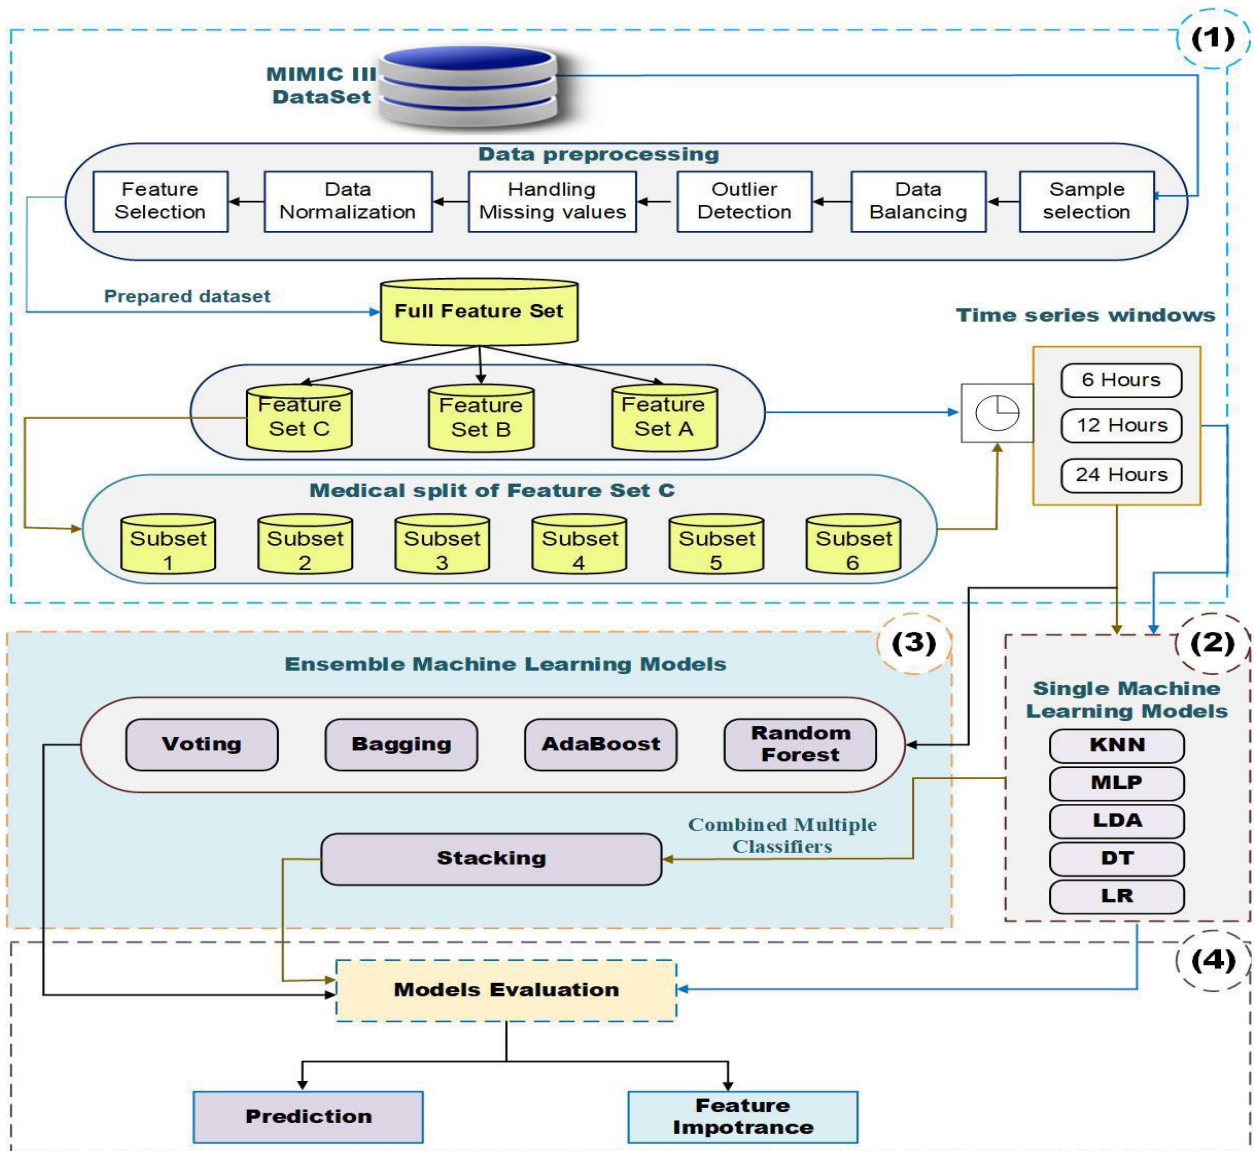 (1)
MIMIC III
DataSet
Data preprocessing
Feature
Selection
Data
Normalization
Handling
Missing values
Outlier
Detection
Data
Balancing
Sample
selection
Prepared dataset
Full Feature Set
Time series windows
Feature
Set C
Feature
Set B
Feature
Set A
6 Hours
12 Hours
24 Hours
Medical split of Feature Set C
Subset
1
Subset
2
Subset
3
Subset
4
Subset
5
Subset
6
(3)
Ensemble Machine Learning Models
Voting
Bagging
AdaBoost
Random
Forest
Combined Multiple
Classifiers
Stacking
(2)
Single Machine
Learning Models
KNN
MLP
LDA
DT
LR
(4)
Models Evaluation
Prediction
Feature
Impotrance